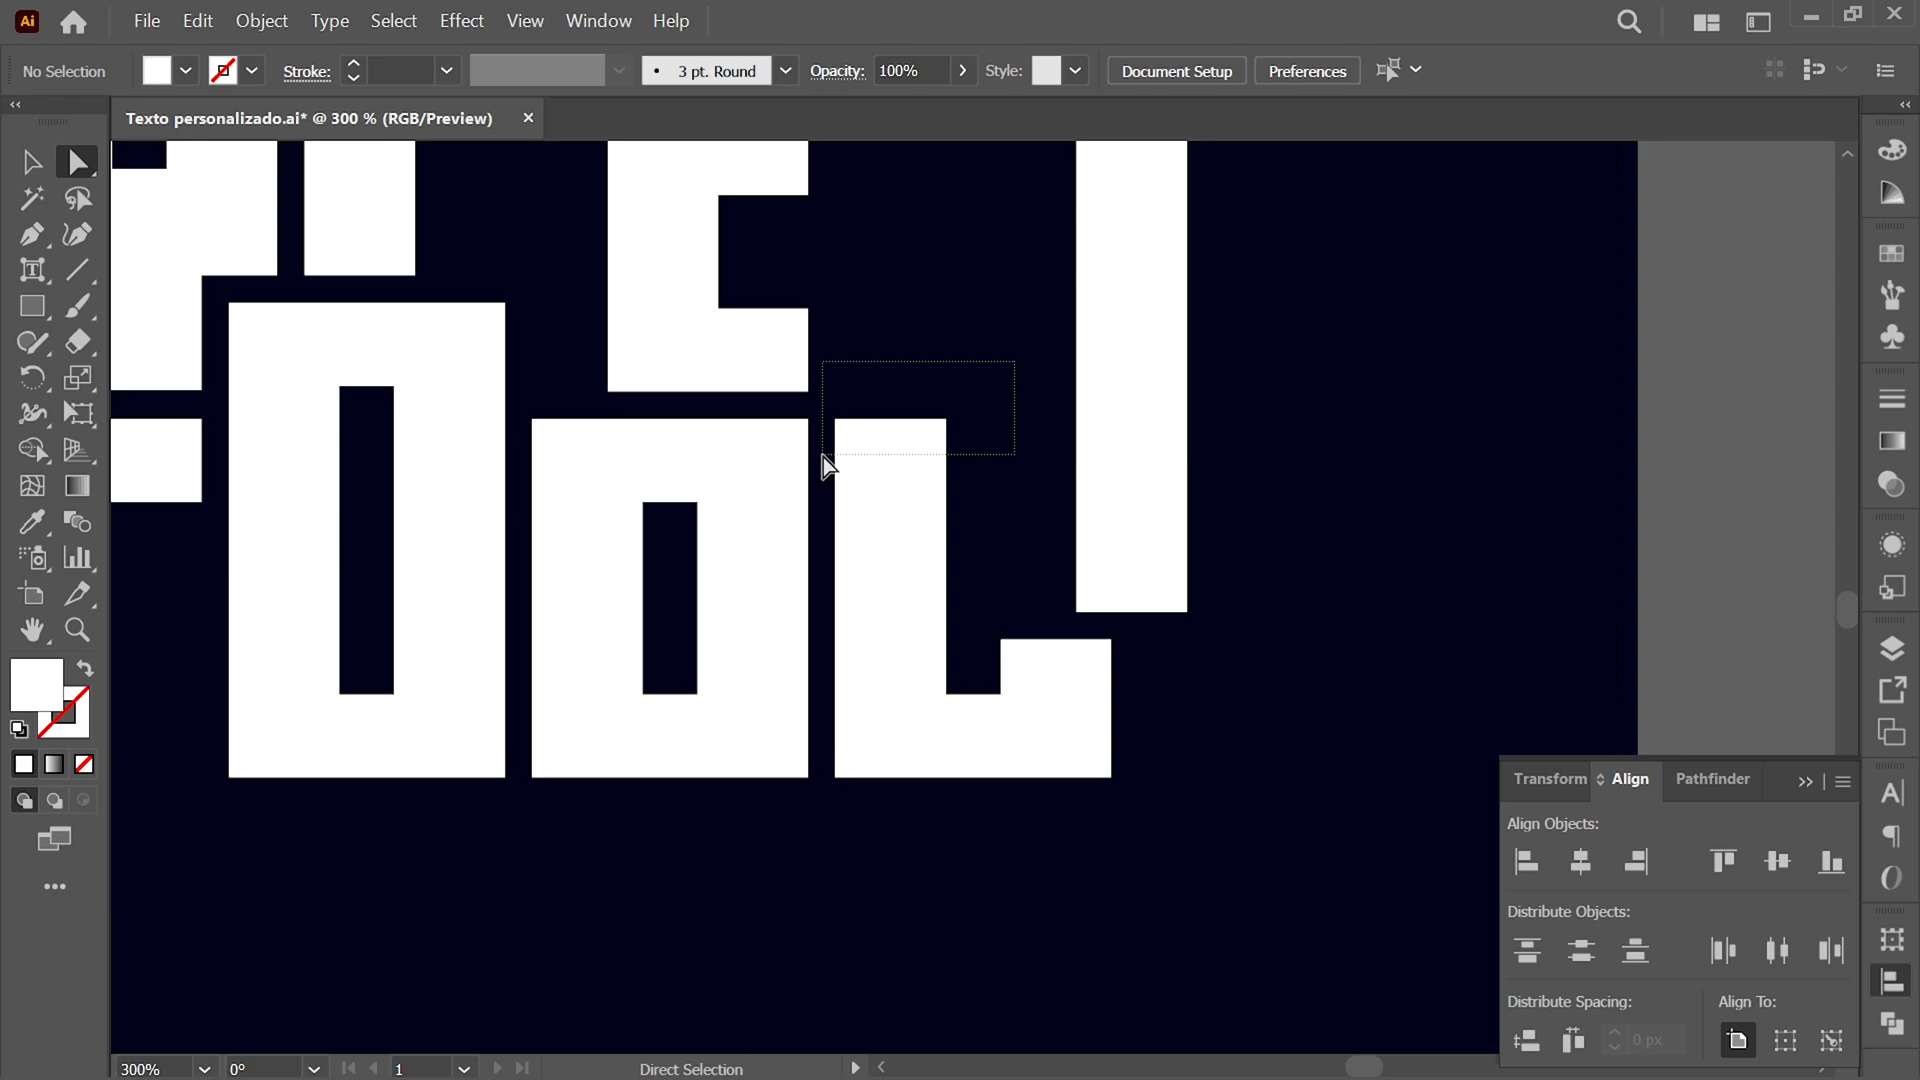 Ai
File Edit Object Type Select Effect View Window Help
No Selection Stroke: 3 pt. Round Opacity: 100% Style: Document Setup Preferences
Texto personalizado.ai* @ 300 % (RGB/Preview)
Transform Align Pathfinder
Align Objects:
Distribute Objects:
Distribute Spacing: Align To:
0 px
300% 0° 1 Direct Selection